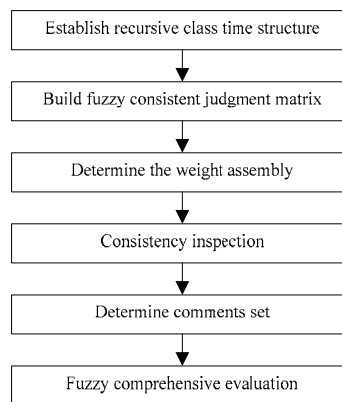 Establish recursive class time structure
Build fuzzy consistent judgment matrix
Determine the weight assembly
Consistency inspection
Determine comments set
Fuzzy comprehensive evaluation